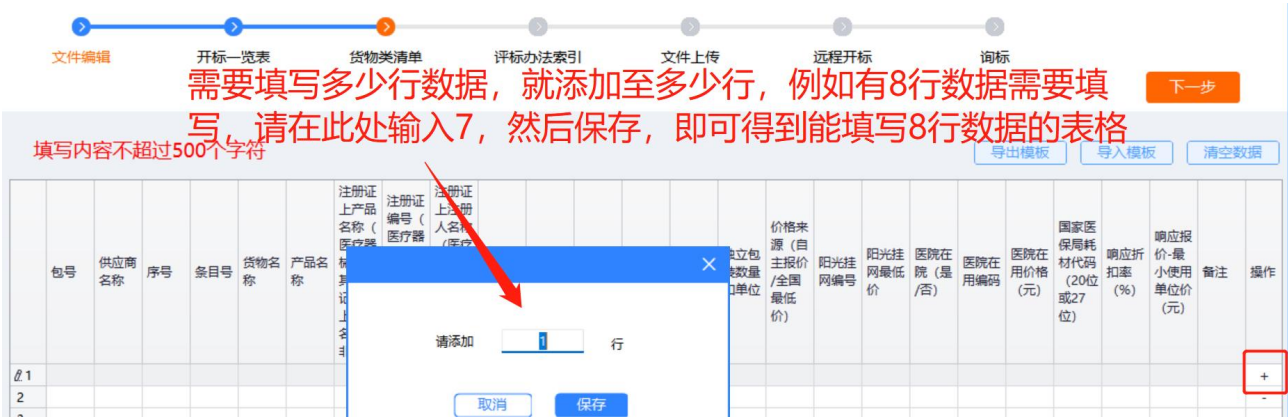 文件编辑 开标一览表 货物类清单 评标办法索引 文件上传 远程开标 询标
需要填写多少行数据，就添加至多少行，例如有8行数据需要填
下一步
写，请在此处输入7，然后保存，即可得到能填写8行数据的表格
填写内容不超过500个字符
导出模板 导入模板 清空数据
包号
供应商
名称
序号
条目号
货物名
称
产品名
称
注册证
上产品
名称（
医疗器
注册证
编号（
医疗器
注册证
上注册
人名称
（医疗
独立包
装数量
和单位
价格来
源（自
主报价
/全国
最低
价）
阳光挂
网编号
阳光挂
网最低
价
医院在
院（是
/否）
医院在
用编码
医院在
用价格
（元）
国家医
保局耗
材代码
（20位
或27
位）
响应折
扣率
（%）
响应报
价-最
小使用
单位价
（元）
备注
操作
请添加 1 行
取消 保存
1 +
2 -